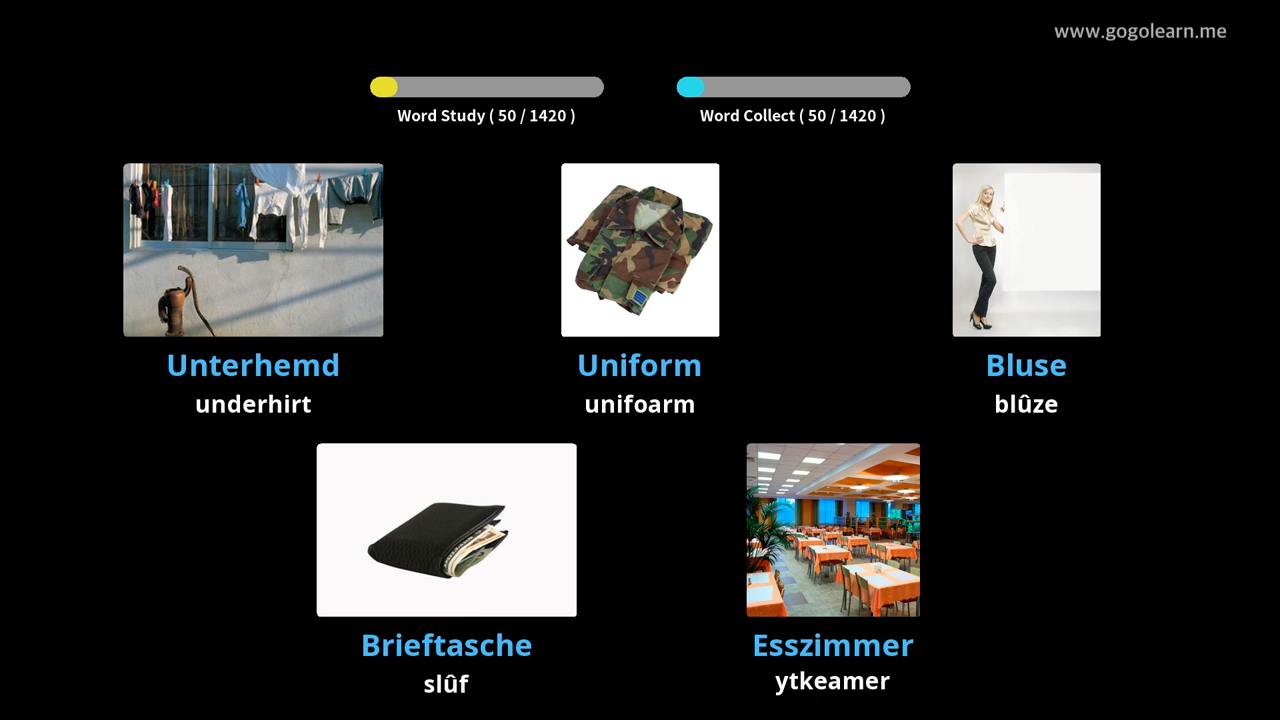 www.gogolearn.me
Word Study ( 50 / 1420 )
Word Collect ( 50 / 1420 )
Unterhemd
underhirt
Uniform
unifoarm
Bluse
blûze
Brieftasche
slûf
Esszimmer
ytkeamer